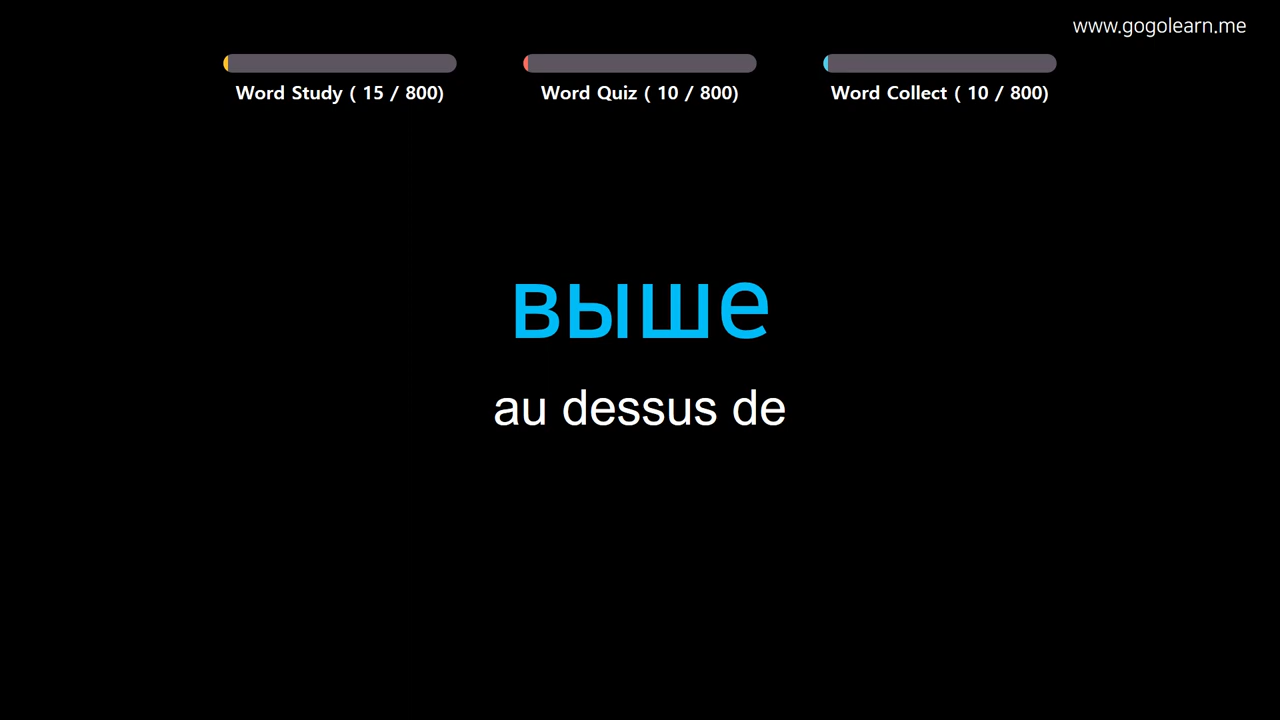 www.gogolearn.me
Word Study ( 15 / 800)
Word Quiz ( 10 / 800)
Word Collect ( 10 / 800)
выше
au dessus de